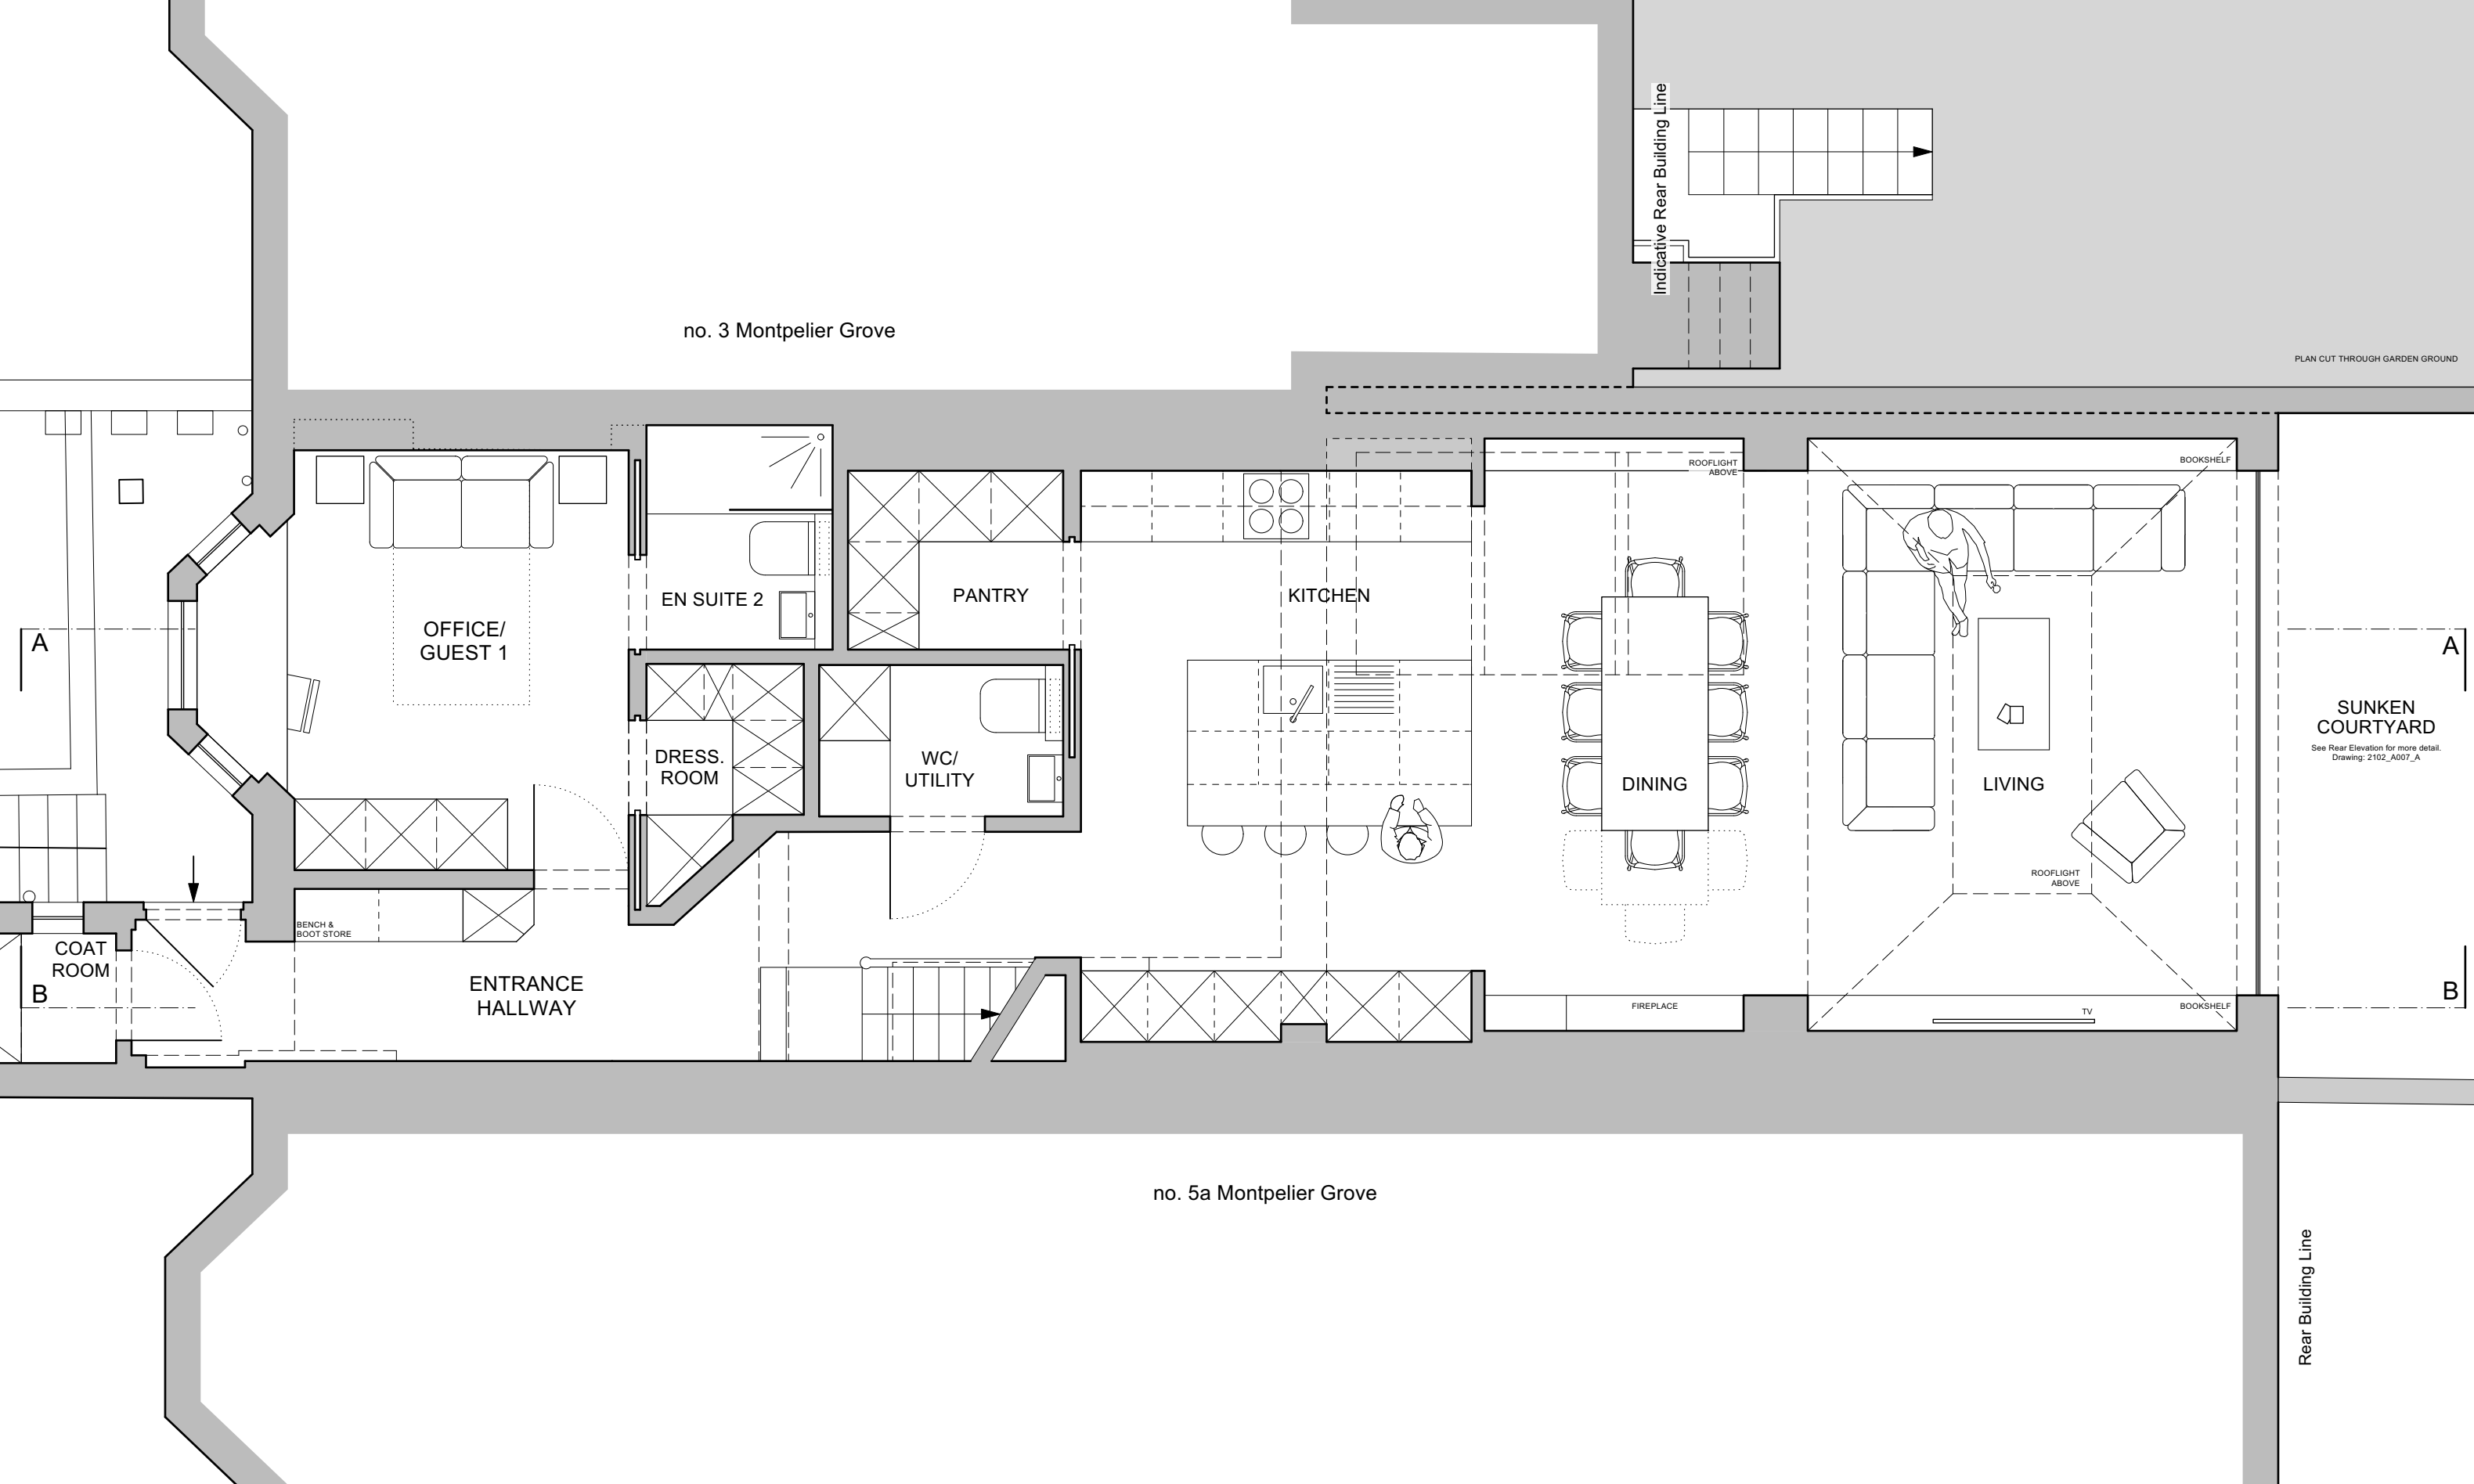 Indicative Rear Building Line
no. 3 Montpelier Grove
PLAN CUT THROUGH GARDEN GROUND
ROOFLIGHT
ABOVE
BOOKSHELF
EN SUITE 2
PANTRY
KITCHEN
OFFICE/
GUEST 1
A
A
SUNKEN
COURTYARD
See Rear Elevation for more detail.
Drawing: 2102_A007_A
DRESS.
ROOM
WC/
UTILITY
DINING
LIVING
ROOFLIGHT
ABOVE
BENCH &
BOOT STORE
COAT
ROOM
B
B
ENTRANCE
HALLWAY
FIREPLACE
TV
BOOKSHELF
no. 5a Montpelier Grove
Rear Building Line